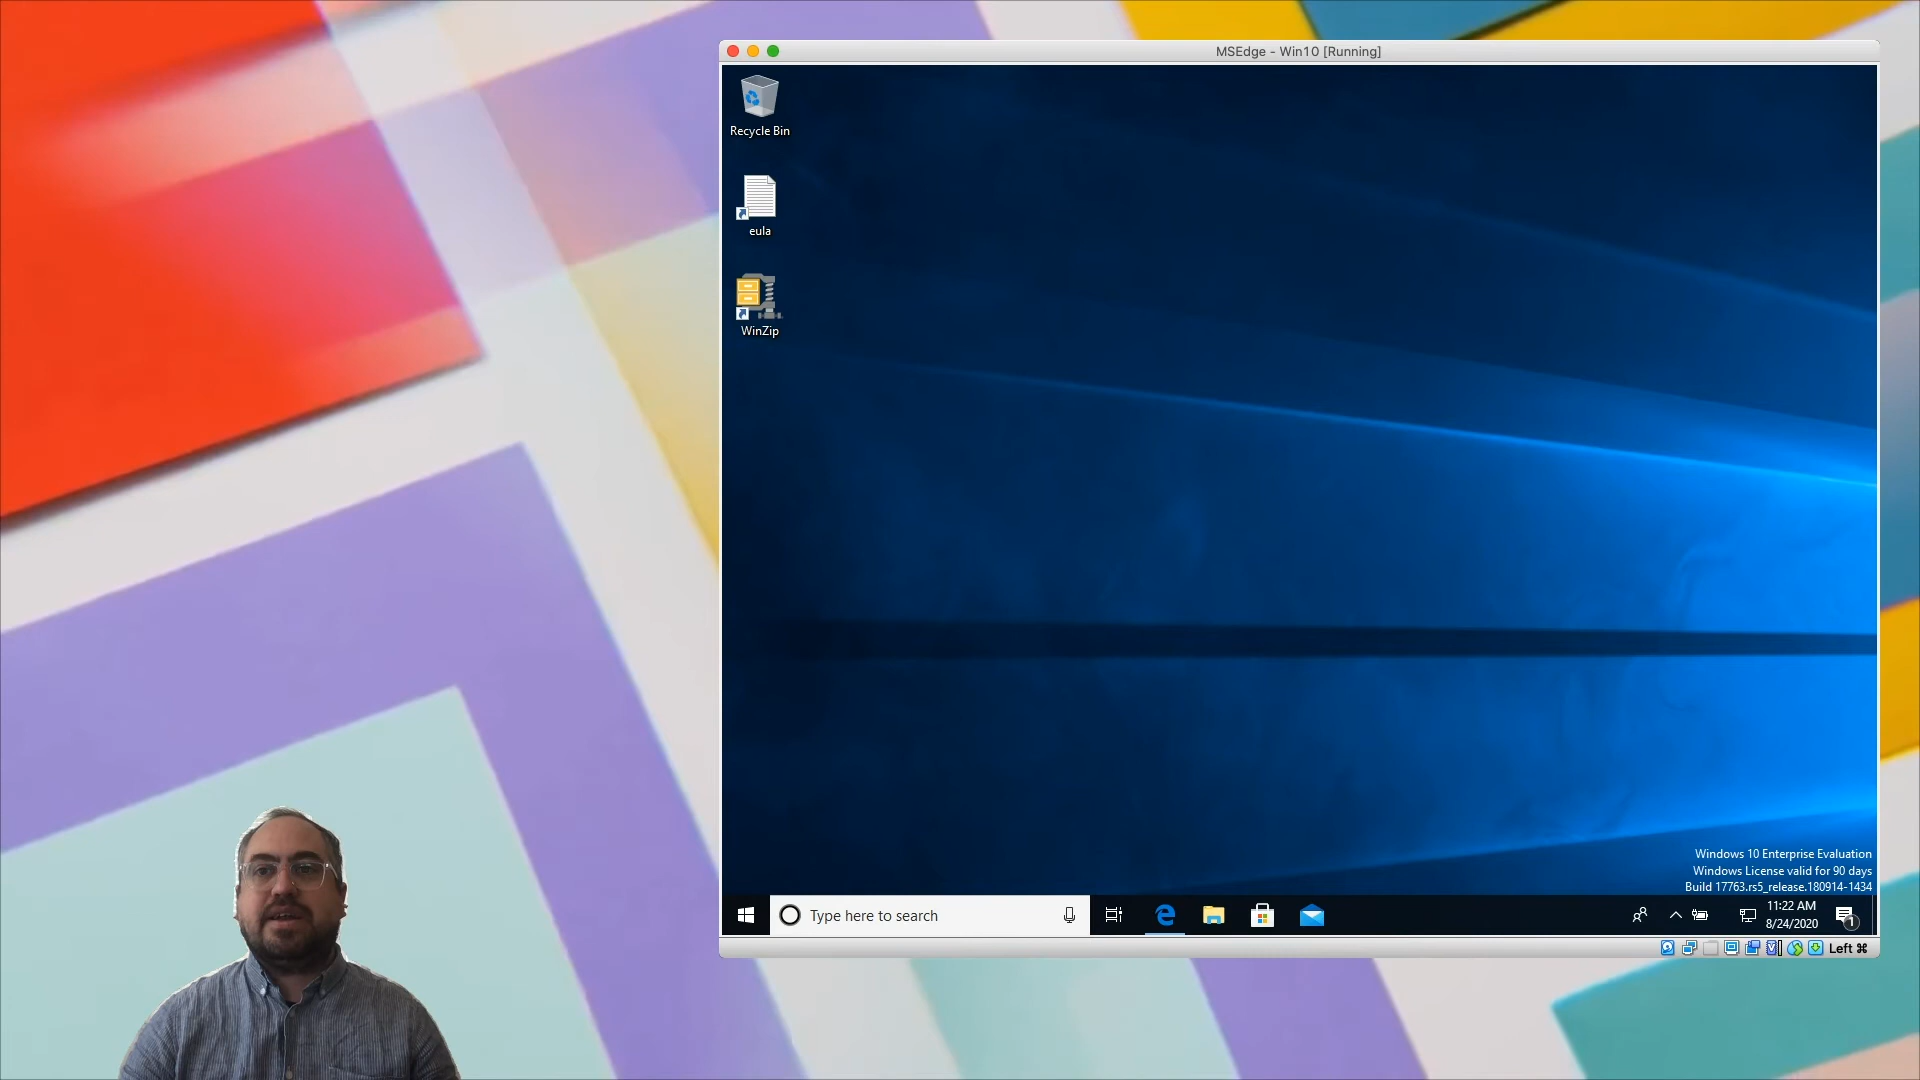 MSEdge - Win10 [Running]
Recycle Bin
eula
WinZip
Windows 10 Enterprise Evaluation
Windows License valid for 90 days
Build 17763.rs5_release.180914-1434
Type here to search
11:22 AM
8/24/2020
1
Left ⌘